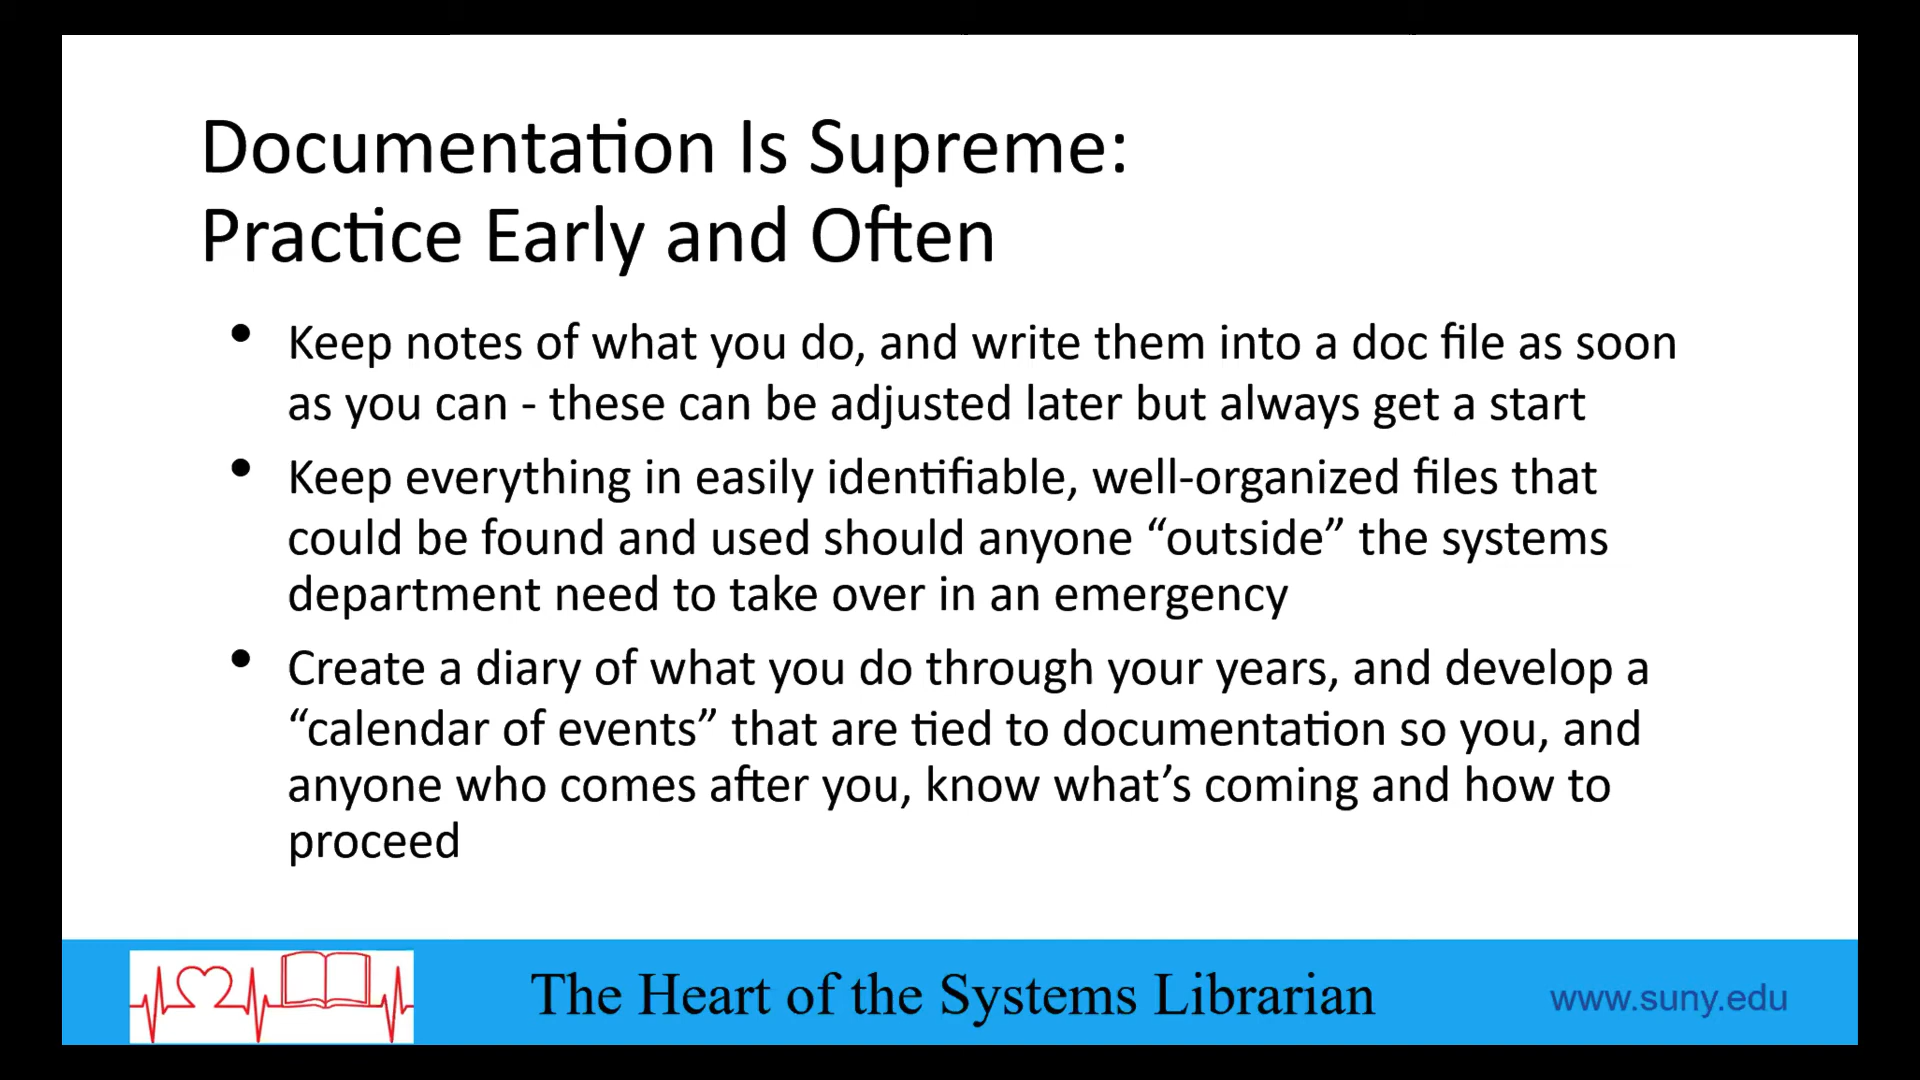 Documentation Is Supreme:
Practice Early and Often
• Keep notes of what you do, and write them into a doc file as soon
as you can - these can be adjusted later but always get a start
• Keep everything in easily identifiable, well-organized files that
could be found and used should anyone “outside” the systems
department need to take over in an emergency
• Create a diary of what you do through your years, and develop a
“calendar of events” that are tied to documentation so you, and
anyone who comes after you, know what’s coming and how to
proceed
The Heart of the Systems Librarian
www.suny.edu